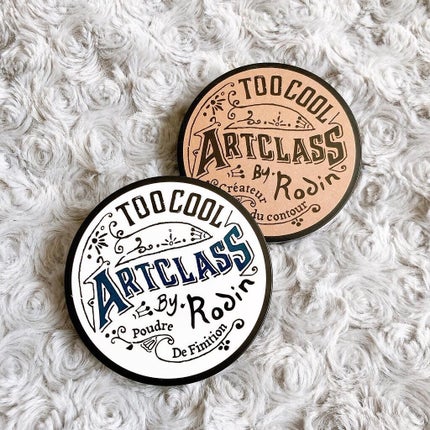 TOO COOL
ARTCLASS
By. Rodin
Créateur
du contour
TOO COOL
ARTCLASS
By. Rodin
Poudre
De Finition